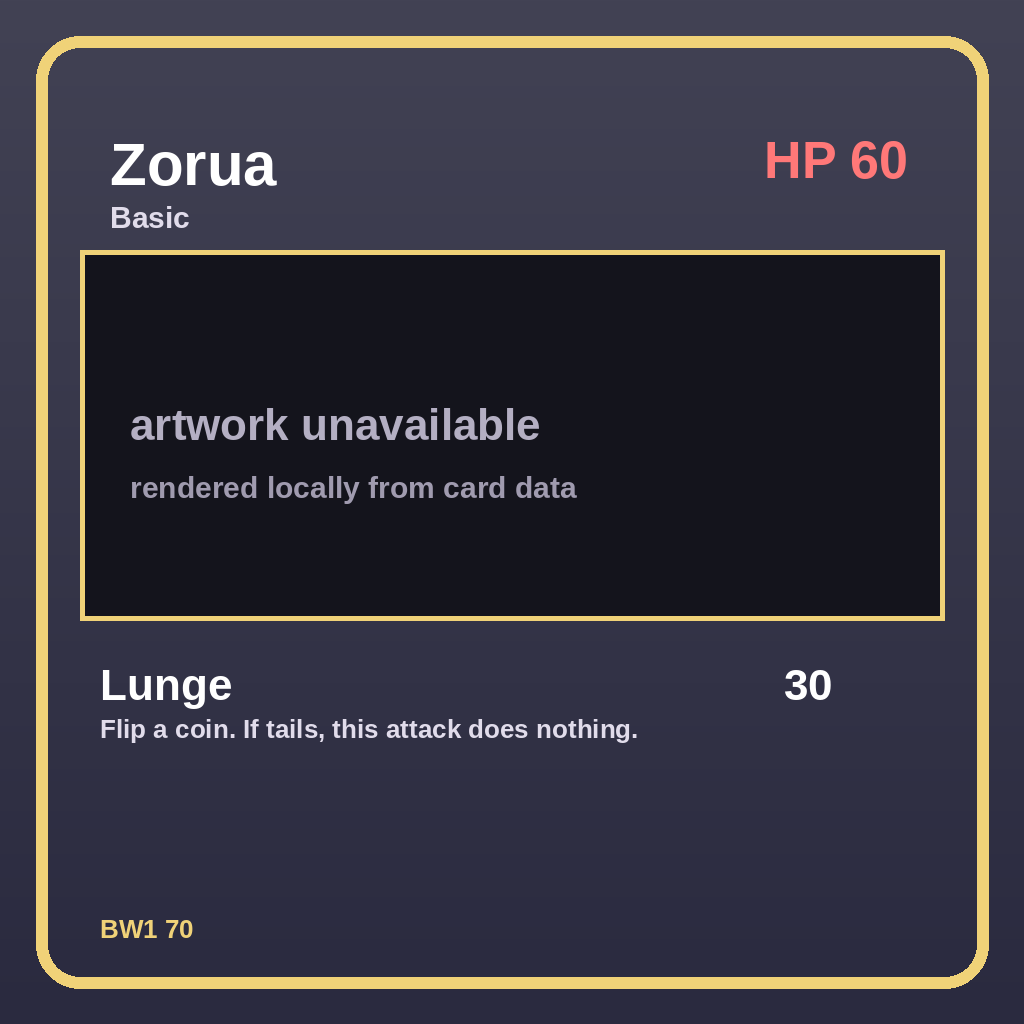 Zorua
HP 60
Basic
artwork unavailable
rendered locally from card data
Lunge
30
Flip a coin. If tails, this attack does nothing.
BW1 70